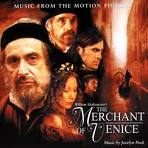 MUSIC FROM THE MOTION PICTURE
William Shakespeare's
THE
MERCHANT
OF VENICE
Music by Jocelyn Pook